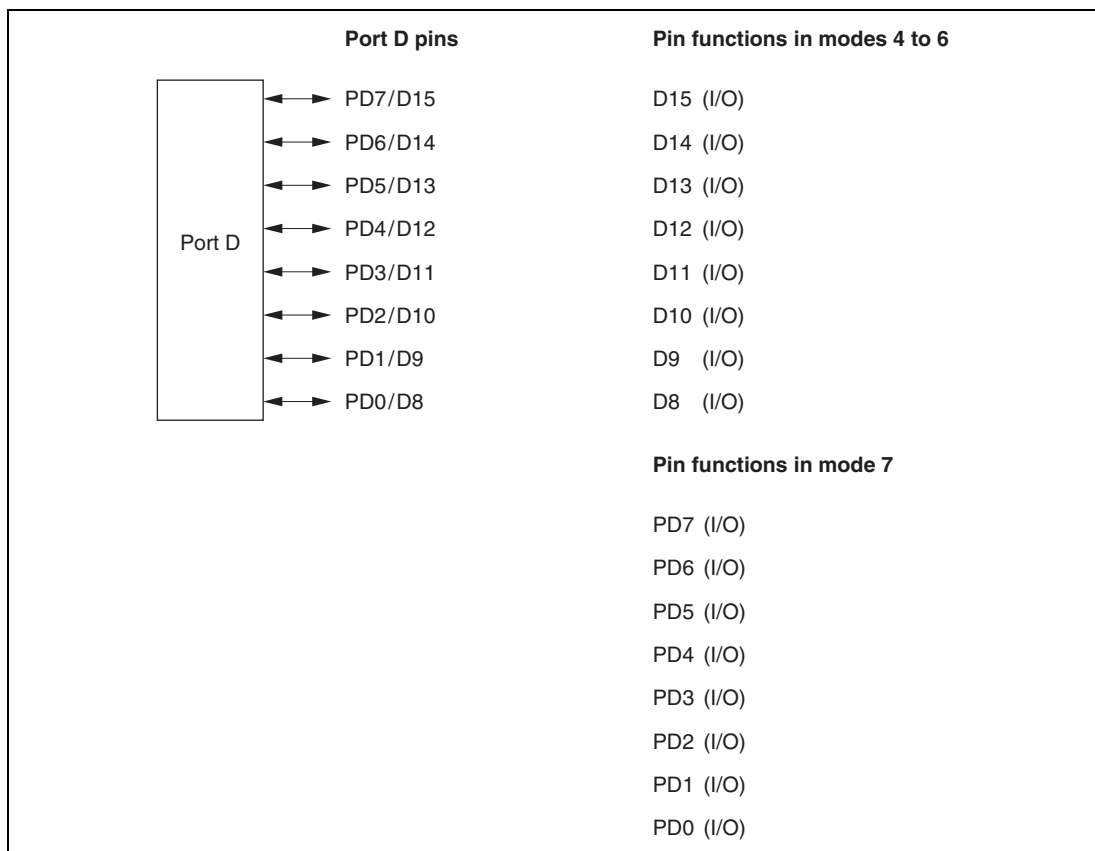 Port D pins Pin functions in modes 4 to 6
PD7/D15 D15 (I/O)
PD6/D14 D14 (I/O)
PD5/D13 D13 (I/O)
PD4/D12 D12 (I/O)
Port D
PD3/D11 D11 (I/O)
PD2/D10 D10 (I/O)
PD1/D9 D9 (I/O)
PD0/D8 D8 (I/O)
Pin functions in mode 7
PD7 (I/O)
PD6 (I/O)
PD5 (I/O)
PD4 (I/O)
PD3 (I/O)
PD2 (I/O)
PD1 (I/O)
PD0 (I/O)